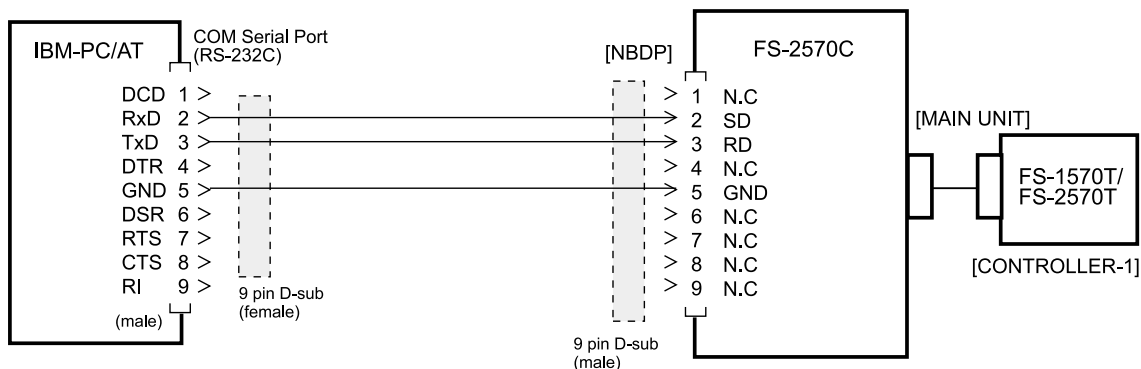 IBM-PC/AT
COM Serial Port
(RS-232C)
DCD 1 >
RxD 2 >
TxD 3 >
DTR 4 >
GND 5 >
DSR 6 >
RTS 7 >
CTS 8 >
RI 9 >
(male)
9 pin D-sub
(female)
[NBDP]
9 pin D-sub
(male)
FS-2570C
> 1 N.C
> 2 SD
> 3 RD
> 4 N.C
> 5 GND
> 6 N.C
> 7 N.C
> 8 N.C
> 9 N.C
[MAIN UNIT]
FS-1570T/
FS-2570T
[CONTROLLER-1]